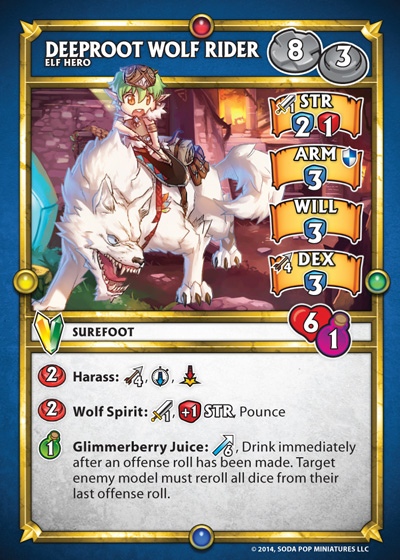 DEEPROOT WOLF RIDER 8 3
ELF HERO
STR
2 1
ARM
3
WILL
3
4 DEX
3
6
1
SUREFOOT
2 Harass: 4, ,
2 Wolf Spirit: 1, +1 STR, Pounce
1 Glimmerberry Juice: 6, Drink immediately
after an offense roll has been made. Target
enemy model must reroll all dice from their
last offense roll.
© 2014, SODA POP MINIATURES LLC